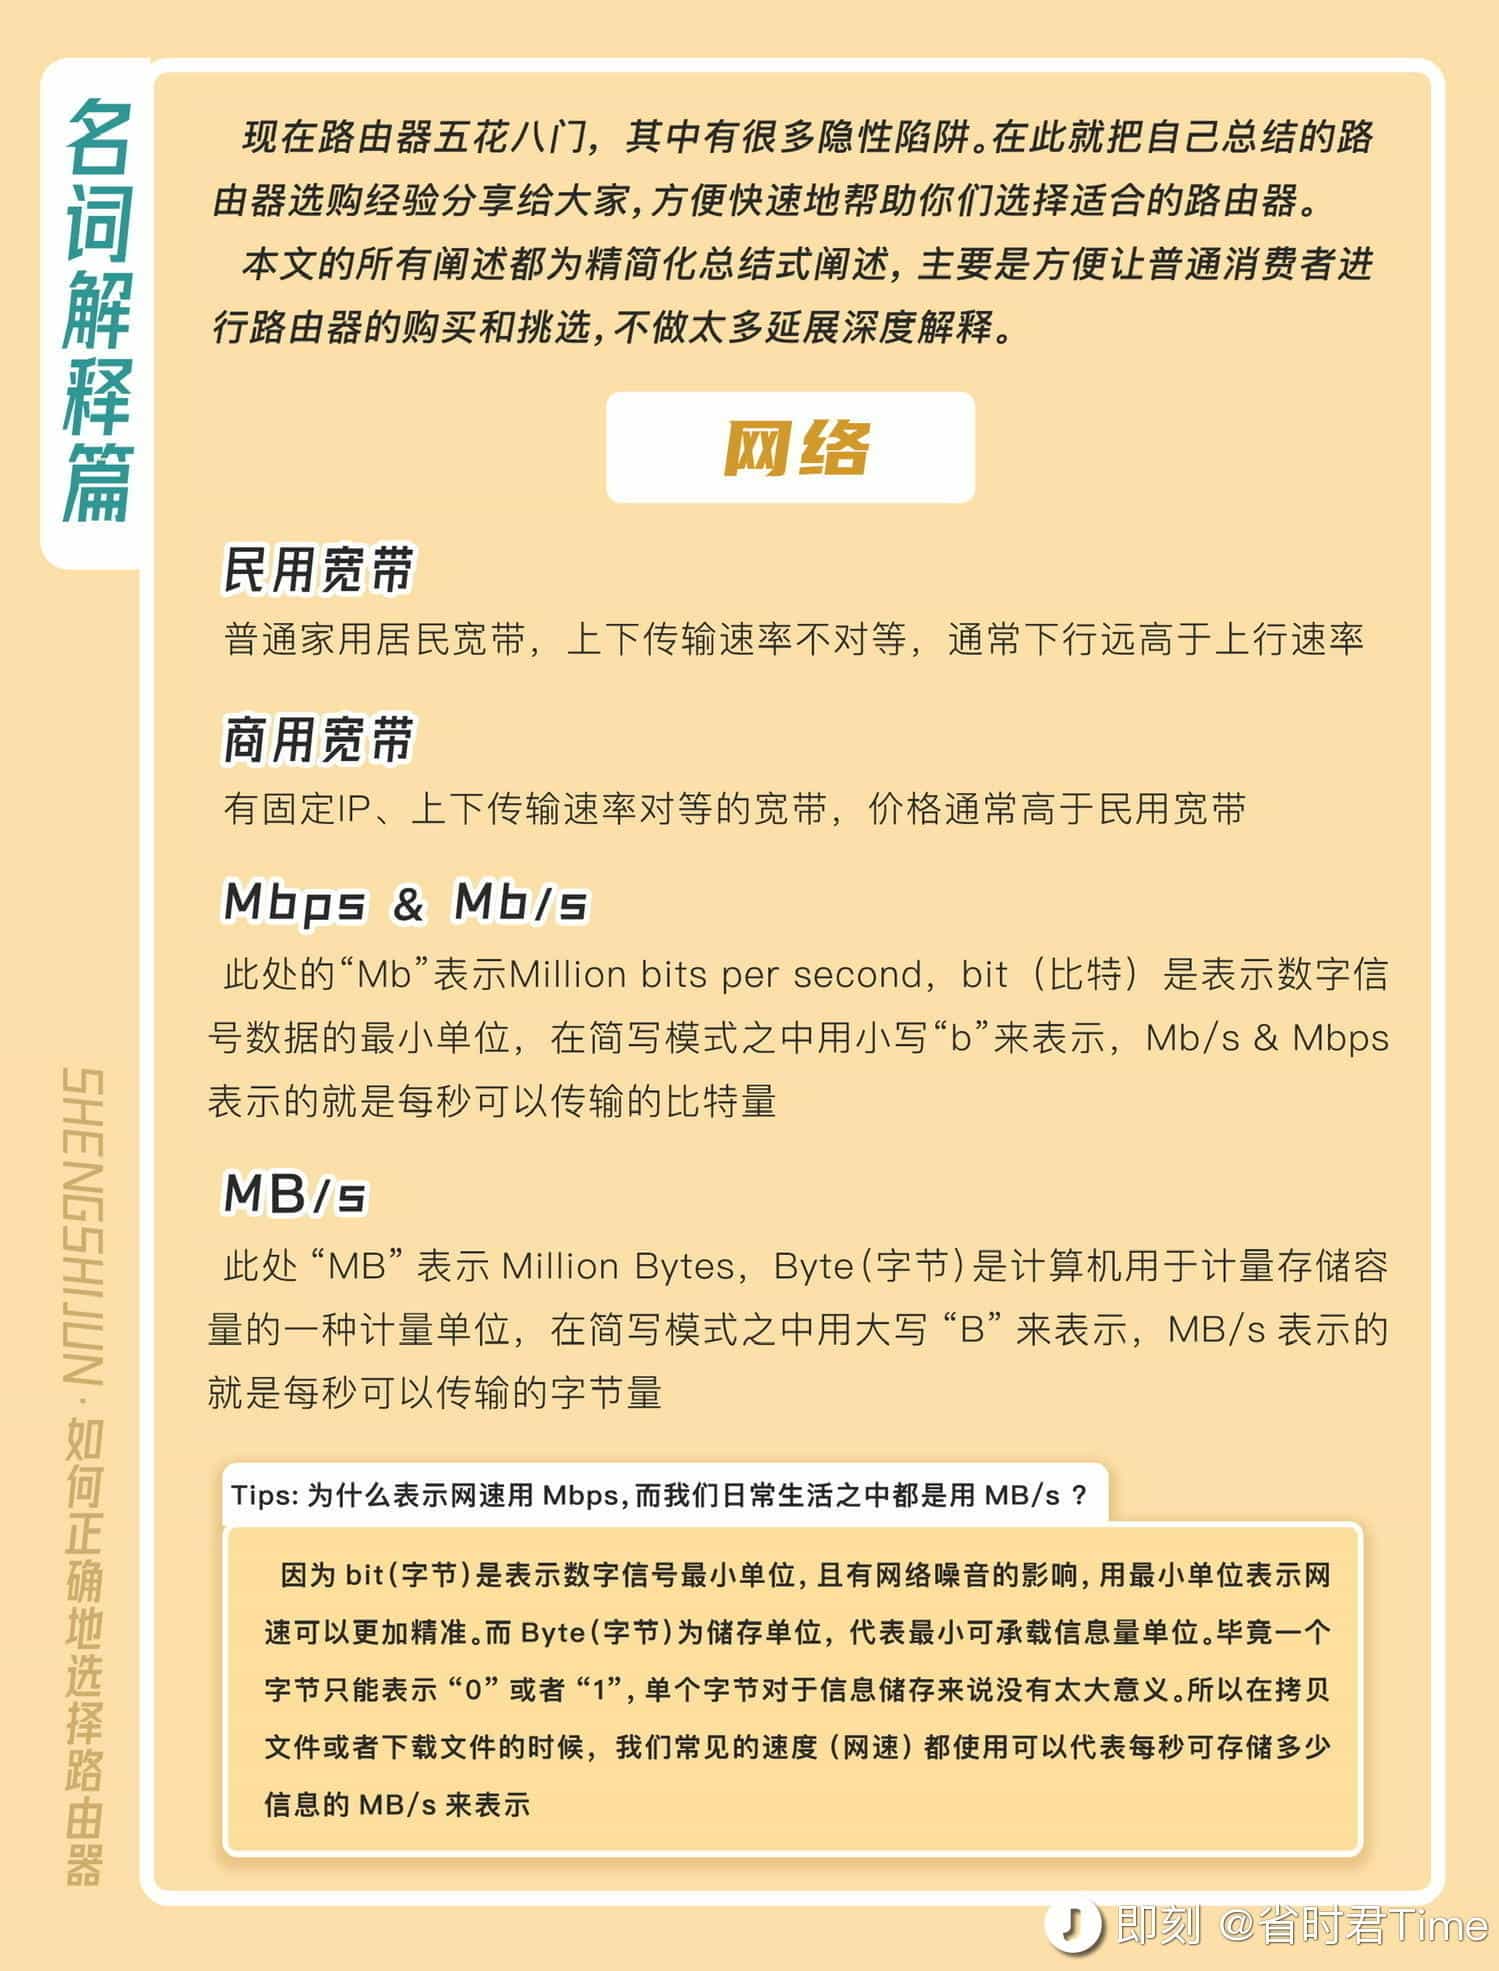 名词解释篇
现在路由器五花八门，其中有很多隐性陷阱。在此就把自己总结的路
由器选购经验分享给大家，方便快速地帮助你们选择适合的路由器。
本文的所有阐述都为精简化总结式阐述，主要是方便让普通消费者进
行路由器的购买和挑选，不做太多延展深度解释。
网络
民用宽带
普通家用居民宽带，上下传输速率不对等，通常下行远高于上行速率
商用宽带
有固定IP、上下传输速率对等的宽带，价格通常高于民用宽带
Mbps & Mb/s
此处的“Mb”表示Million bits per second，bit（比特）是表示数字信
号数据的最小单位，在简写模式之中用小写“b”来表示，Mb/s & Mbps
表示的就是每秒可以传输的比特量
MB/s
此处 “MB” 表示 Million Bytes，Byte(字节)是计算机用于计量存储容
量的一种计量单位，在简写模式之中用大写 “B” 来表示，MB/s 表示的
就是每秒可以传输的字节量
Tips: 为什么表示网速用 Mbps，而我们日常生活之中都是用 MB/s ？
因为 bit(字节)是表示数字信号最小单位，且有网络噪音的影响，用最小单位表示网
速可以更加精准。而 Byte(字节)为储存单位，代表最小可承载信息量单位。毕竟一个
字节只能表示 “0” 或者 “1”，单个字节对于信息储存来说没有太大意义。所以在拷贝
文件或者下载文件的时候，我们常见的速度（网速）都使用可以代表每秒可存储多少
信息的 MB/s 来表示
SHENGSHIJUN·如何正确地选择路由器
即刻 @省时君Time